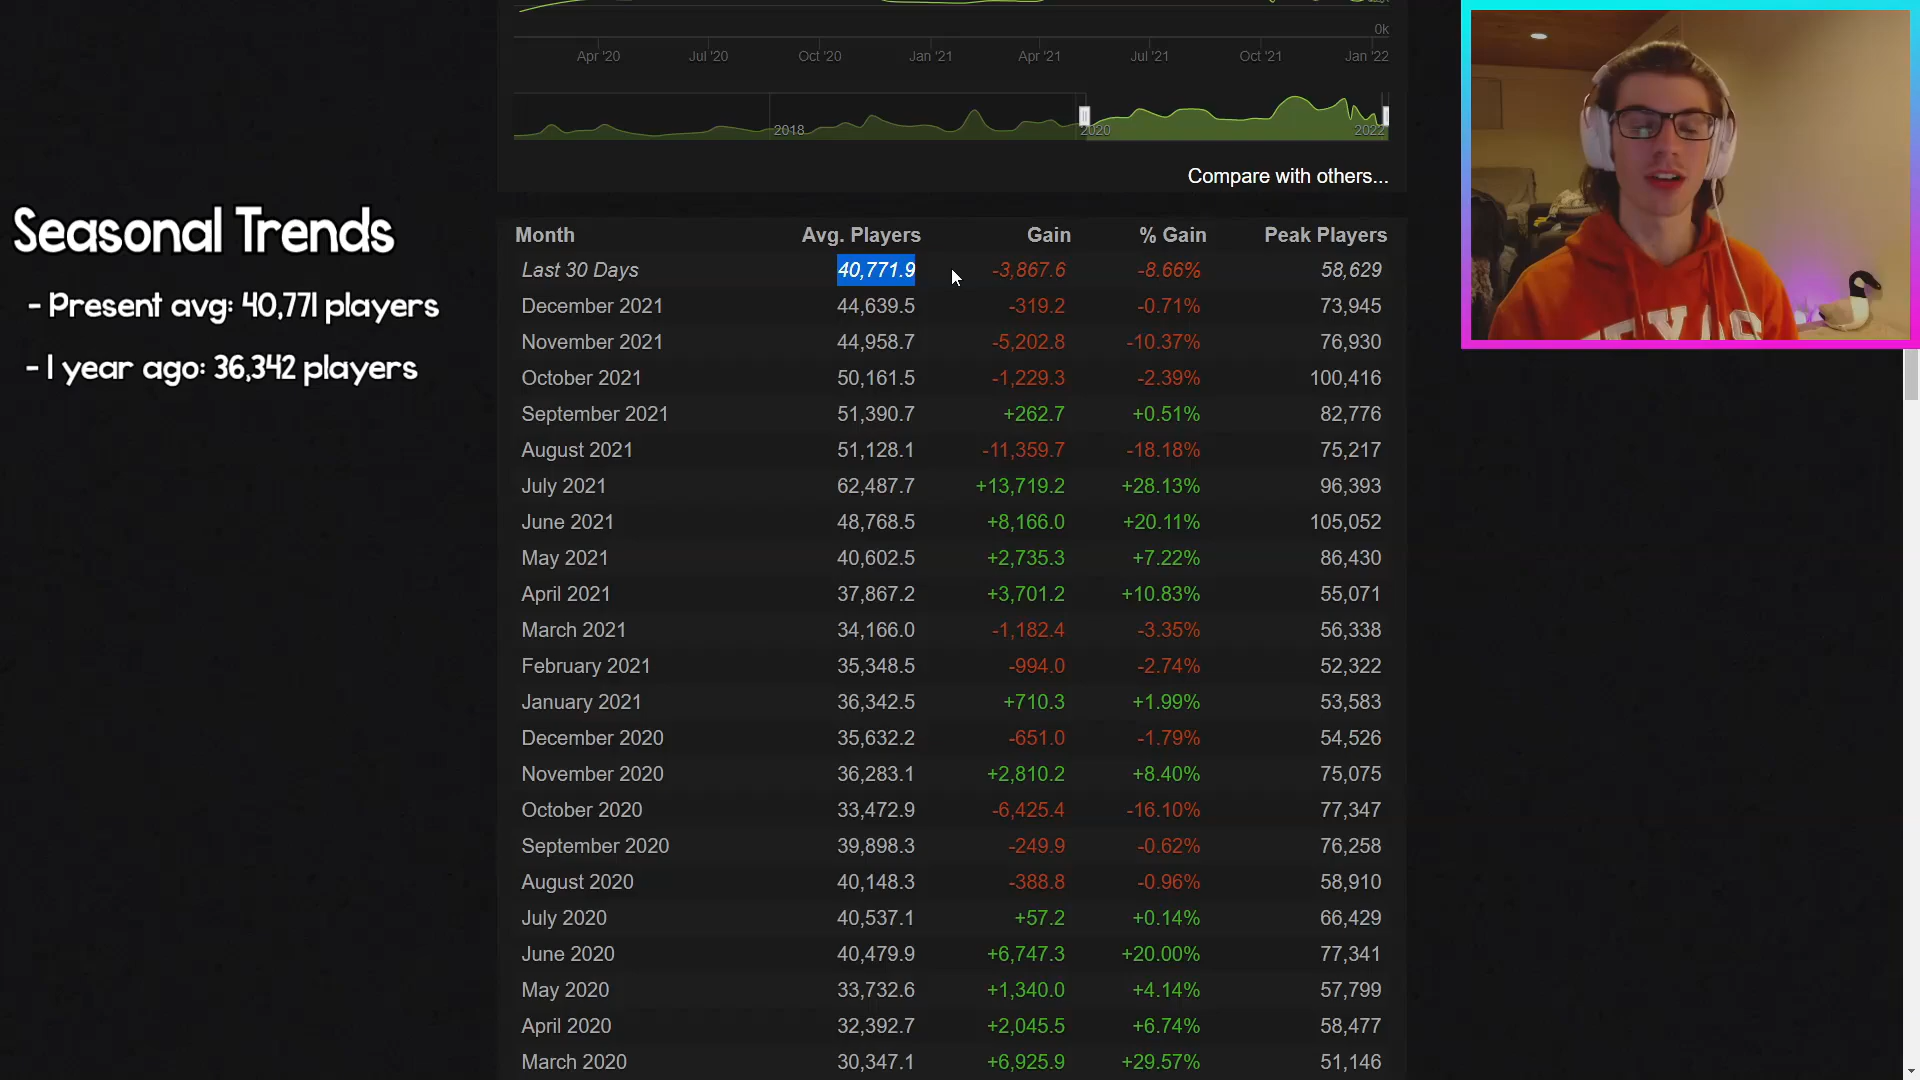 0k
Apr '20 Jul '20 Oct '20 Jan '21 Apr '21 Jul '21 Oct '21 Jan '22
2018 2020 2022
Compare with others...
Seasonal Trends
- Present avg: 40,771 players
- 1 year ago: 36,342 players
Month Avg. Players Gain % Gain Peak Players
Last 30 Days 40,771.9 -3,867.6 -8.66% 58,629
December 2021 44,639.5 -319.2 -0.71% 73,945
November 2021 44,958.7 -5,202.8 -10.37% 76,930
October 2021 50,161.5 -1,229.3 -2.39% 100,416
September 2021 51,390.7 +262.7 +0.51% 82,776
August 2021 51,128.1 -11,359.7 -18.18% 75,217
July 2021 62,487.7 +13,719.2 +28.13% 96,393
June 2021 48,768.5 +8,166.0 +20.11% 105,052
May 2021 40,602.5 +2,735.3 +7.22% 86,430
April 2021 37,867.2 +3,701.2 +10.83% 55,071
March 2021 34,166.0 -1,182.4 -3.35% 56,338
February 2021 35,348.5 -994.0 -2.74% 52,322
January 2021 36,342.5 +710.3 +1.99% 53,583
December 2020 35,632.2 -651.0 -1.79% 54,526
November 2020 36,283.1 +2,810.2 +8.40% 75,075
October 2020 33,472.9 -6,425.4 -16.10% 77,347
September 2020 39,898.3 -249.9 -0.62% 76,258
August 2020 40,148.3 -388.8 -0.96% 58,910
July 2020 40,537.1 +57.2 +0.14% 66,429
June 2020 40,479.9 +6,747.3 +20.00% 77,341
May 2020 33,732.6 +1,340.0 +4.14% 57,799
April 2020 32,392.7 +2,045.5 +6.74% 58,477
March 2020 30,347.1 +6,925.9 +29.57% 51,146